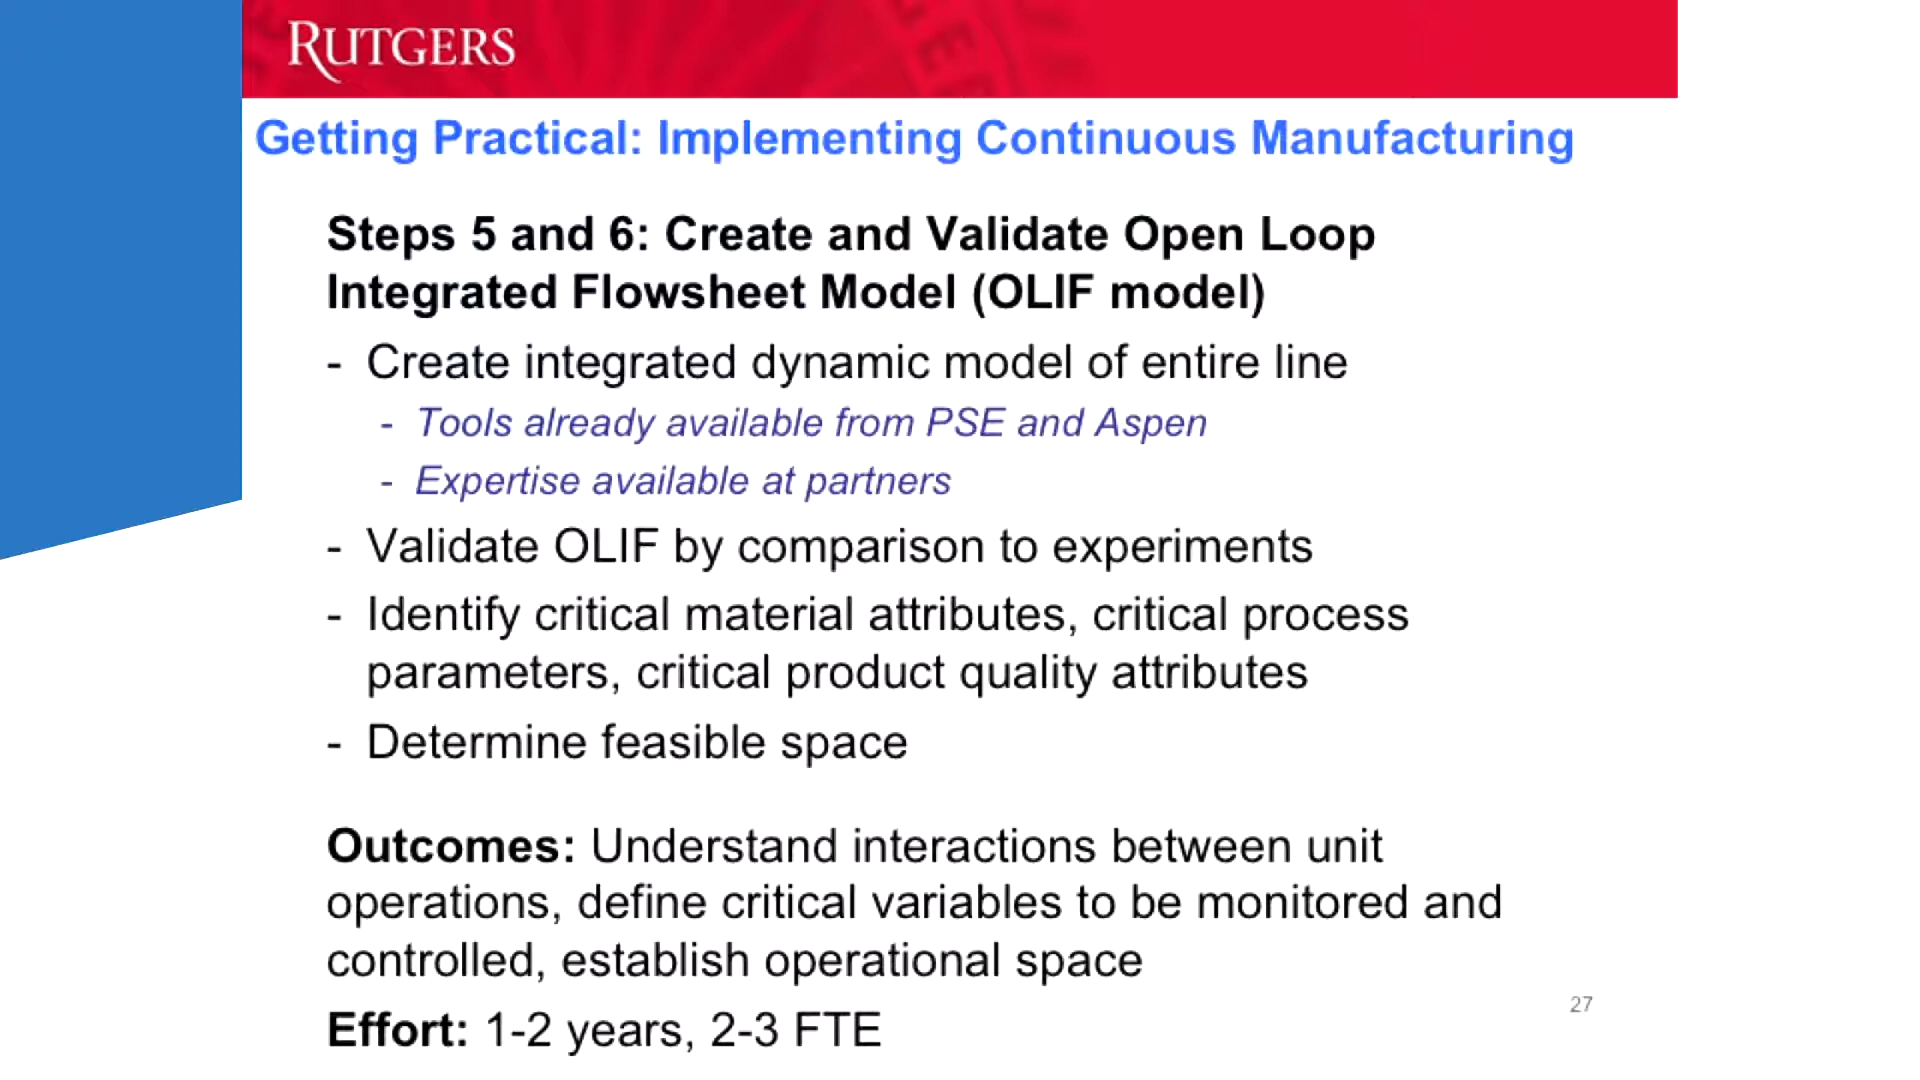 RUTGERS
Getting Practical: Implementing Continuous Manufacturing
Steps 5 and 6: Create and Validate Open Loop
Integrated Flowsheet Model (OLIF model)
- Create integrated dynamic model of entire line
- Tools already available from PSE and Aspen
- Expertise available at partners
- Validate OLIF by comparison to experiments
- Identify critical material attributes, critical process
parameters, critical product quality attributes
- Determine feasible space
Outcomes: Understand interactions between unit
operations, define critical variables to be monitored and
controlled, establish operational space
27
Effort: 1-2 years, 2-3 FTE